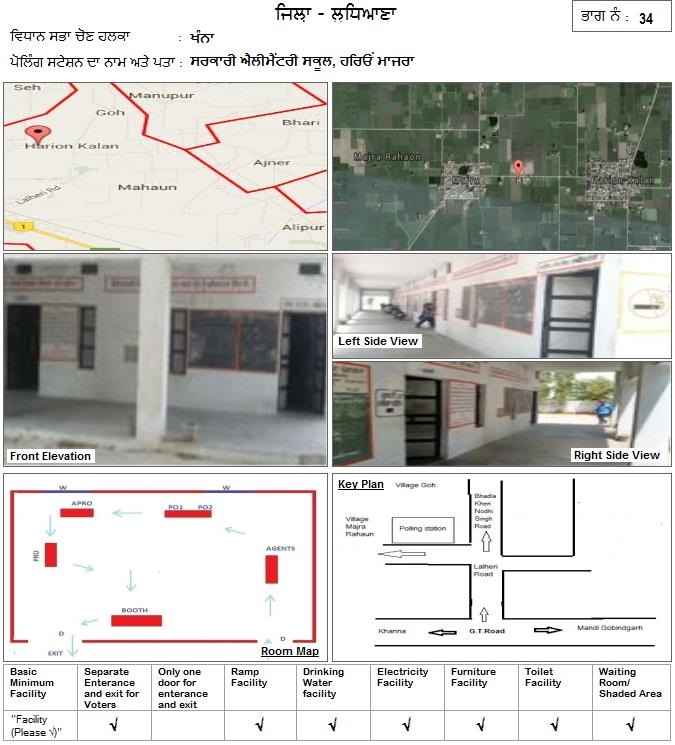 ਜਿਲ੍ਹਾ - ਲੁਧਿਆਣਾ
ਭਾਗ ਨੰ : 34
ਵਿਧਾਨ ਸਭਾ ਚੋਣ ਹਲਕਾ : ਖੰਨਾ
ਪੋਲਿੰਗ ਸਟੇਸ਼ਨ ਦਾ ਨਾਮ ਅਤੇ ਪਤਾ : ਸਰਕਾਰੀ ਐਲੀਮੈਂਟਰੀ ਸਕੂਲ, ਹਰਿਓਂ ਮਾਜਰਾ
Seh
Manupur
Goh
Bhari
Harion Kalan
Ajner
Mahaun
Lalheri Rd
1
Alipur
Majra Rahaon
Majra
Harion Kalan
Front Elevation
Left Side View
Right Side View
W W
APRO
PO1 PO2
PRO
AGENTS
BOOTH
D
D
EXIT
Room Map
Key Plan
Village Goh
Bhadla
Kheri
Nodhi
Singh
Road
Village
Majra
Rahaun
Polling station
Lalheri
Road
Khanna
G.T.Road
Mandi Gobindgarh
Basic Minimum Facility
Separate Enterance and exit for Voters
Only one door for enterance and exit
Ramp Facility
Drinking Water facility
Electricity Facility
Furniture Facility
Toilet Facility
Waiting Room/ Shaded Area
"Facility (Please √)"
√ √ √ √ √ √ √